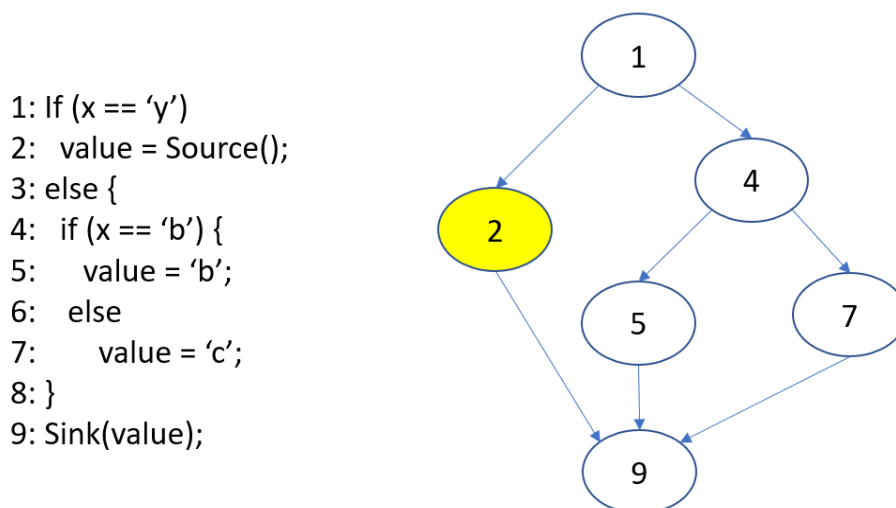 1: If (x == ‘y’)
2: value = Source();
3: else {
4: if (x == ‘b’) {
5: value = ‘b’;
6: else
7: value = ‘c’;
8: }
9: Sink(value);
1
4
2
5
7
9